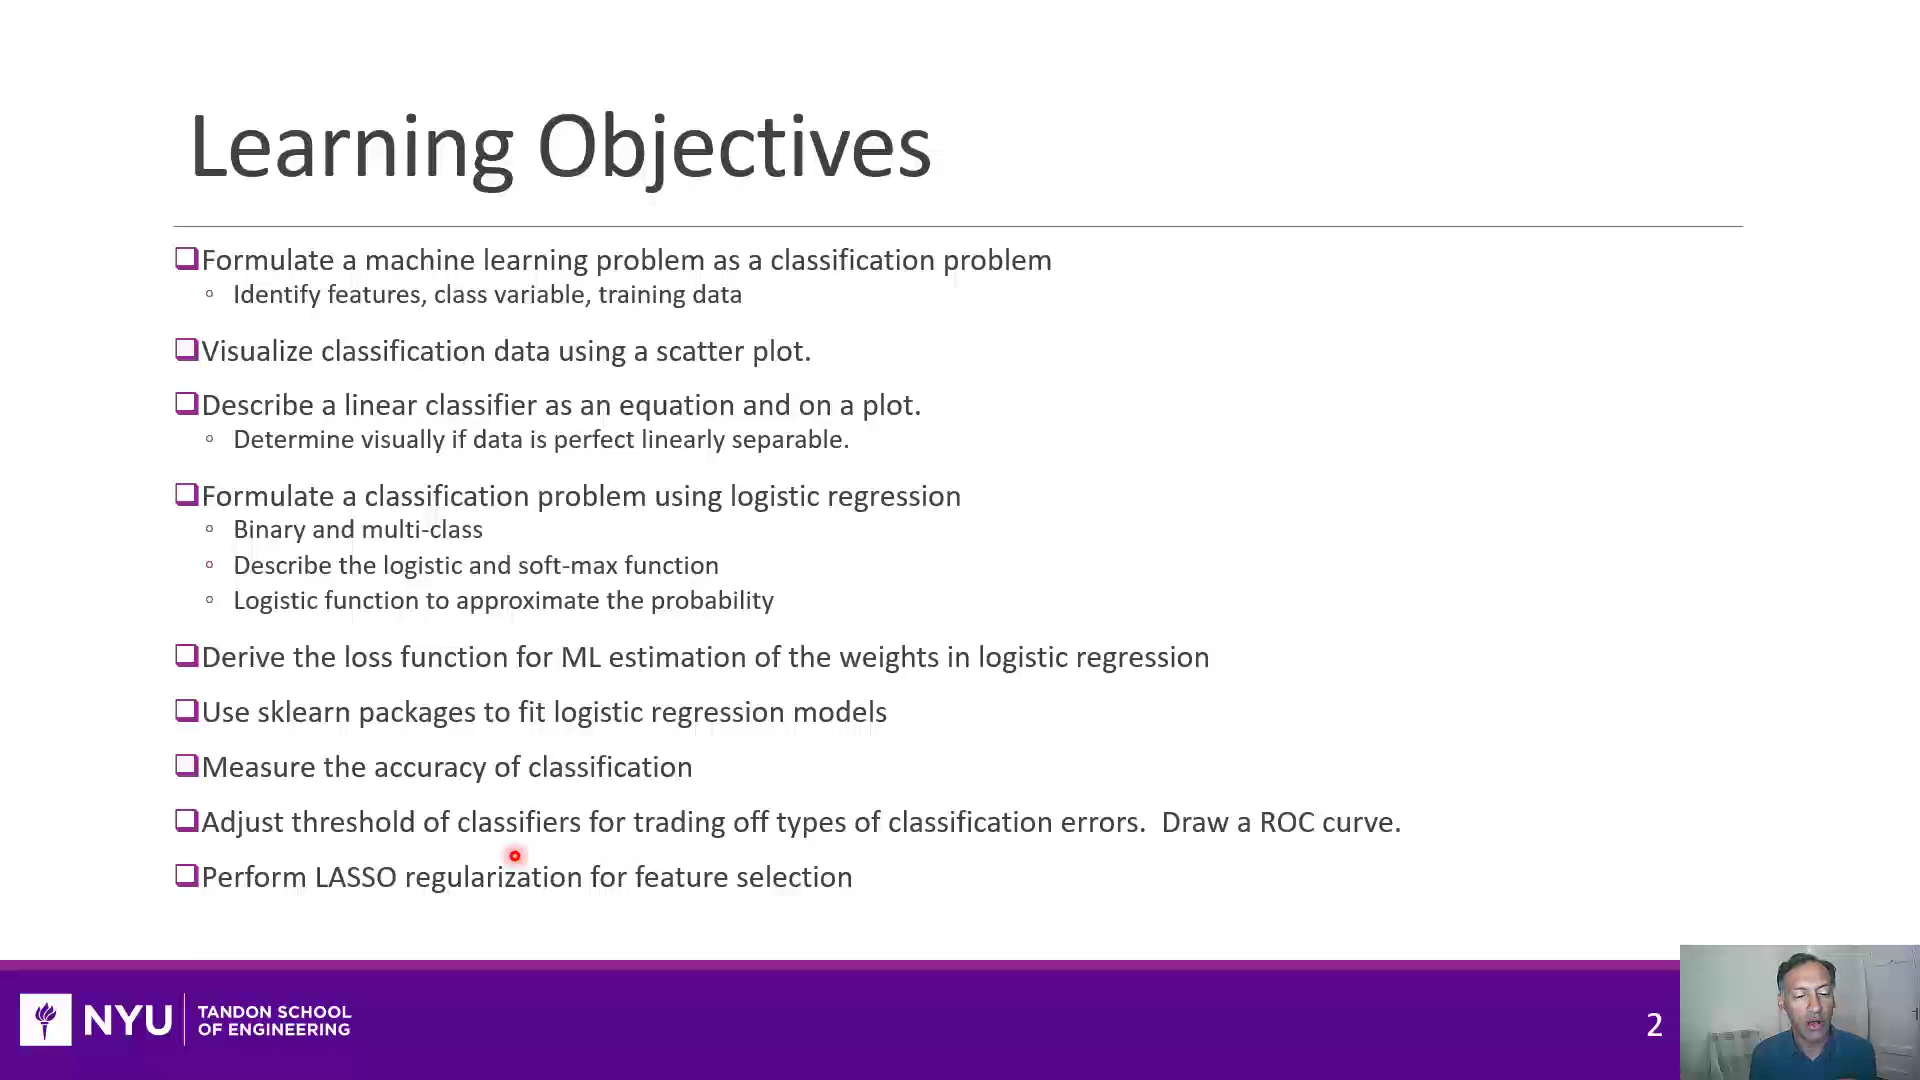 Learning Objectives
Formulate a machine learning problem as a classification problem
Identify features, class variable, training data
Visualize classification data using a scatter plot.
Describe a linear classifier as an equation and on a plot.
Determine visually if data is perfect linearly separable.
Formulate a classification problem using logistic regression
Binary and multi-class
Describe the logistic and soft-max function
Logistic function to approximate the probability
Derive the loss function for ML estimation of the weights in logistic regression
Use sklearn packages to fit logistic regression models
Measure the accuracy of classification
Adjust threshold of classifiers for trading off types of classification errors.  Draw a ROC curve.
Perform LASSO regularization for feature selection
NYU
TANDON SCHOOL
OF ENGINEERING
2